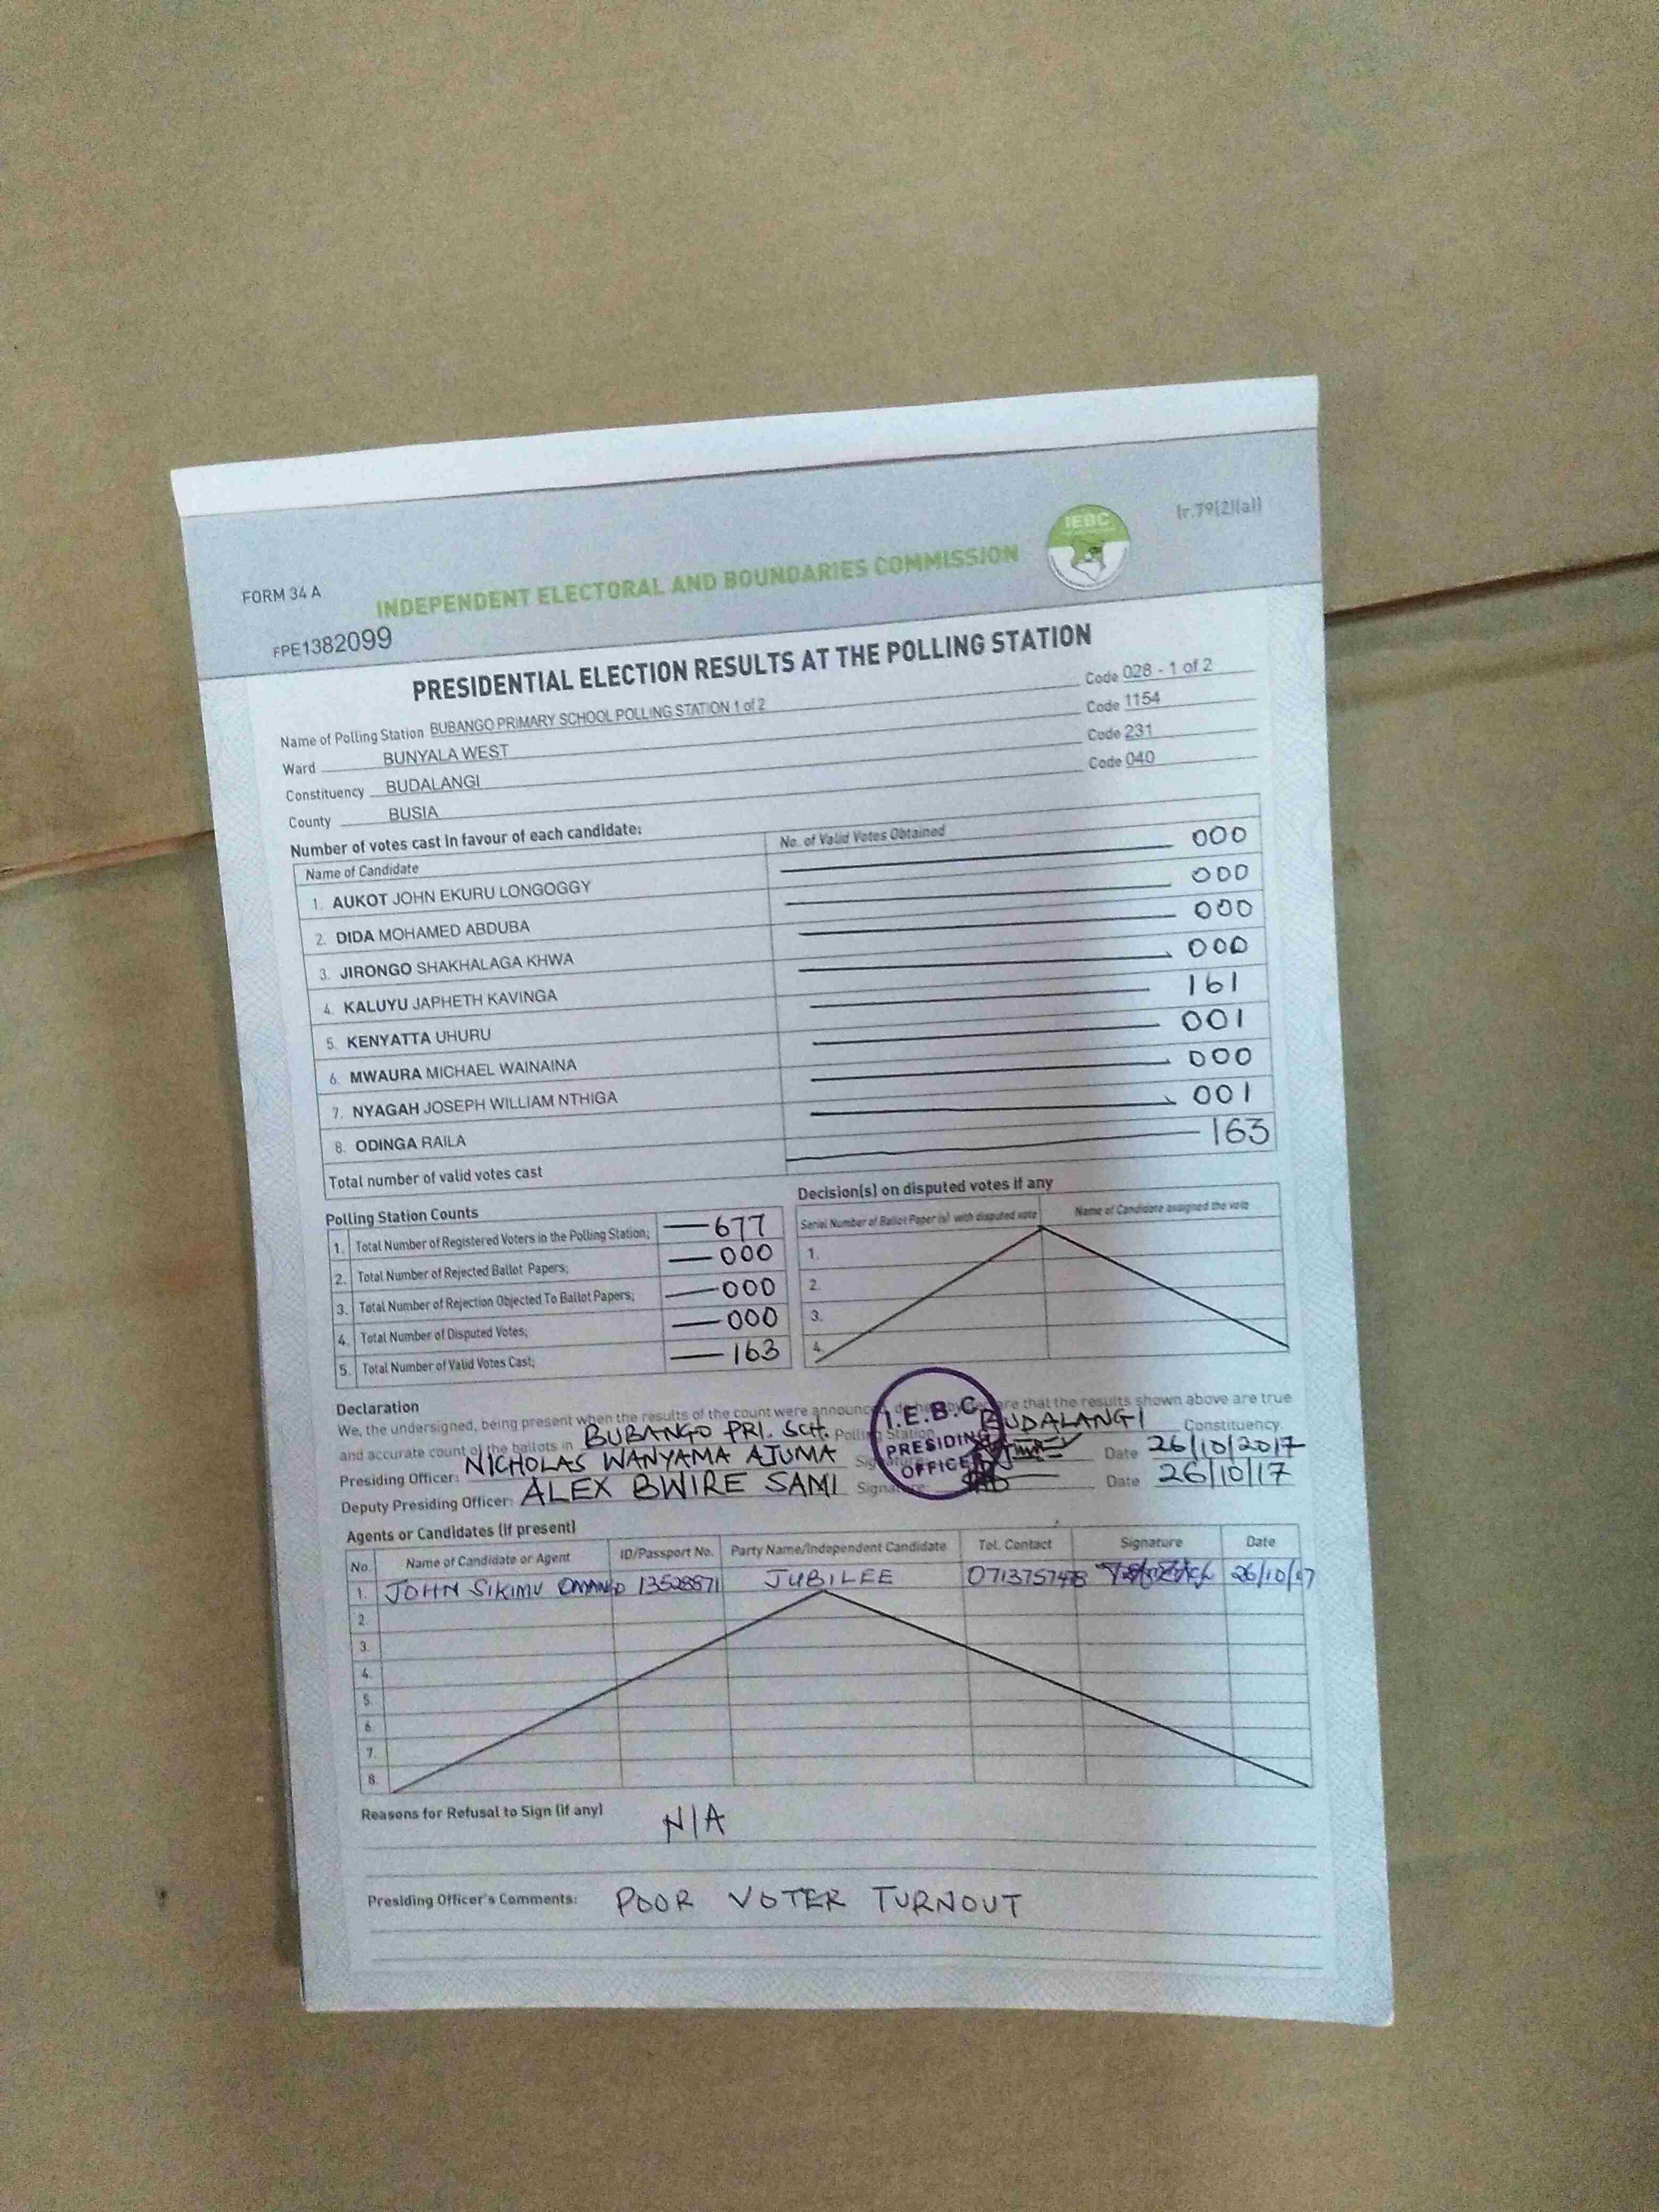 (r.79(2)(a))
IEBC
FORM 34 A
INDEPENDENT ELECTORAL AND BOUNDARIES COMMISSION
FPE1382099
PRESIDENTIAL ELECTION RESULTS AT THE POLLING STATION
Name of Polling Station BUBANGO PRIMARY SCHOOL POLLING STATION 1 of 2 Code 028 - 1 of 2
Ward BUNYALA WEST Code 1154
Constituency BUDALANGI Code 231
County BUSIA Code 040
Number of votes cast in favour of each candidate:
Name of Candidate No. of Valid Votes Obtained
1. AUKOT JOHN EKURU LONGOGGY 000
2. DIDA MOHAMED ABDUBA 000
3. JIRONGO SHAKHALAGA KHWA 000
4. KALUYU JAPHETH KAVINGA 000
5. KENYATTA UHURU 161
6. MWAURA MICHAEL WAINAINA 001
7. NYAGAH JOSEPH WILLIAM NTHIGA 000
8. ODINGA RAILA 001
Total number of valid votes cast 163
Polling Station Counts
1. Total Number of Registered Voters in the Polling Station; 677
2. Total Number of Rejected Ballot Papers; 000
3. Total Number of Rejection Objected To Ballot Papers; 000
4. Total Number of Disputed Votes; 000
5. Total Number of Valid Votes Cast; 163
Decision(s) on disputed votes if any
Serial Number of Ballot Paper(s) with disputed vote Name of Candidate assigned the vote
1.
2.
3.
4.
Declaration
We, the undersigned, being present when the results of the count were announced, do hereby declare that the results shown above are true
and accurate count of the ballots in BUBANGO PRI. SCH. Polling Station BUDALANGI Constituency
Presiding Officer: NICHOLAS WANYAMA AJUMA Signature: Date 26/10/2017
Deputy Presiding Officer: ALEX BWIRE SAMI Signature: Date 26/10/17
I.E.B.C
PRESIDING
OFFICER
Agents or Candidates (if present)
No. Name of Candidate or Agent ID/Passport No. Party Name/Independent Candidate Tel. Contact Signature Date
1. JOHN SIKIMU 13528871 JUBILEE 26/10/17
2.
3.
4.
5.
6.
7.
8.
Reasons for Refusal to Sign (if any) N/A
Presiding Officer's Comments: POOR VOTER TURNOUT